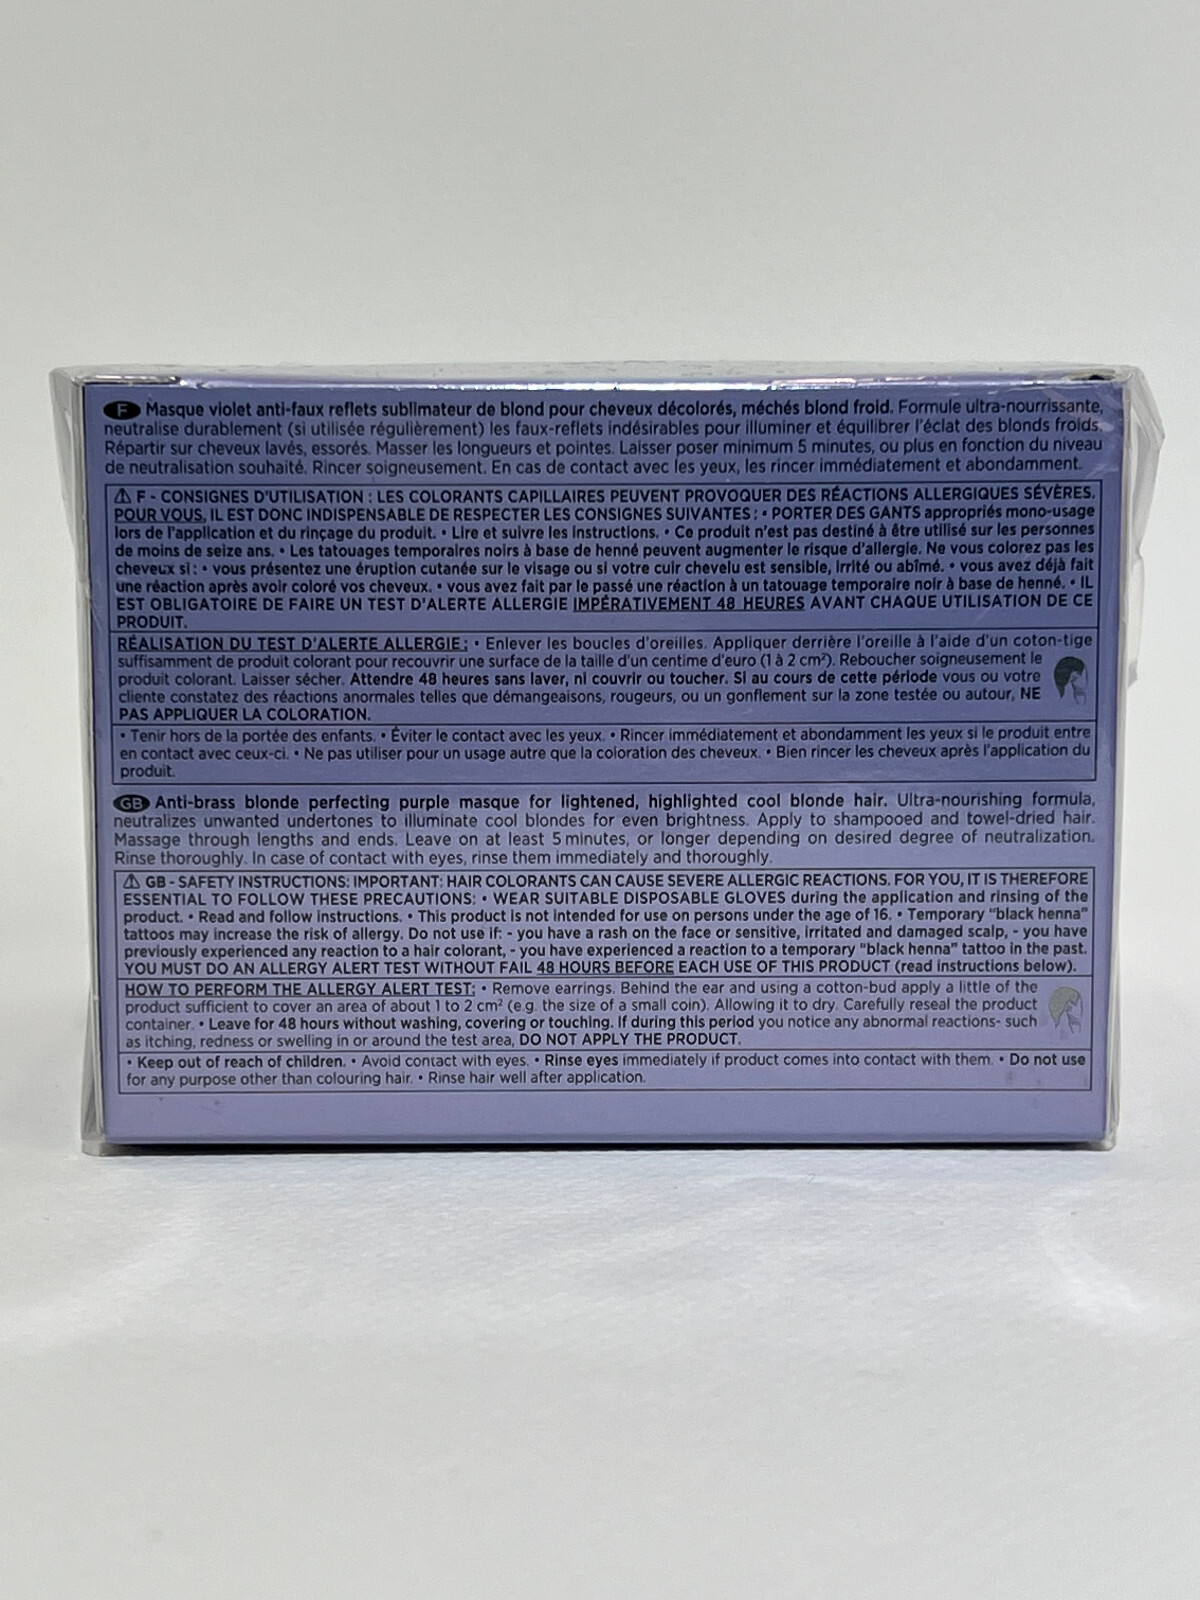 F Masque violet anti-faux reflets sublimateur de blond pour cheveux décolorés, méchés blond froid. Formule ultra-nourrissante,
neutralise durablement (si utilisée régulièrement) les faux-reflets indésirables pour illuminer et équilibrer l'éclat des blonds froids.
Répartir sur cheveux lavés, essorés. Masser les longueurs et pointes. Laisser poser minimum 5 minutes, ou plus en fonction du niveau
de neutralisation souhaité. Rincer soigneusement. En cas de contact avec les yeux, les rincer immédiatement et abondamment.
⚠ F - CONSIGNES D'UTILISATION : LES COLORANTS CAPILLAIRES PEUVENT PROVOQUER DES RÉACTIONS ALLERGIQUES SÉVÈRES.
POUR VOUS, IL EST DONC INDISPENSABLE DE RESPECTER LES CONSIGNES SUIVANTES : • PORTER DES GANTS appropriés mono-usage
lors de l'application et du rinçage du produit. • Lire et suivre les instructions. • Ce produit n'est pas destiné à être utilisé sur les personnes
de moins de seize ans. • Les tatouages temporaires noirs à base de henné peuvent augmenter le risque d'allergie. Ne vous colorez pas les
cheveux si : • vous présentez une éruption cutanée sur le visage ou si votre cuir chevelu est sensible, irrité ou abîmé. • vous avez déjà fait
une réaction après avoir coloré vos cheveux. • vous avez fait par le passé une réaction à un tatouage temporaire noir à base de henné. • IL
EST OBLIGATOIRE DE FAIRE UN TEST D'ALERTE ALLERGIE IMPÉRATIVEMENT 48 HEURES AVANT CHAQUE UTILISATION DE CE
PRODUIT.
RÉALISATION DU TEST D'ALERTE ALLERGIE : • Enlever les boucles d'oreilles. Appliquer derrière l'oreille à l'aide d'un coton-tige
suffisamment de produit colorant pour recouvrir une surface de la taille d'un centime d'euro (1 à 2 cm²). Reboucher soigneusement le
produit colorant. Laisser sécher. Attendre 48 heures sans laver, ni couvrir ou toucher. Si au cours de cette période vous ou votre
cliente constatez des réactions anormales telles que démangeaisons, rougeurs, ou un gonflement sur la zone testée ou autour, NE
PAS APPLIQUER LA COLORATION.
• Tenir hors de la portée des enfants. • Éviter le contact avec les yeux. • Rincer immédiatement et abondamment les yeux si le produit entre
en contact avec ceux-ci. • Ne pas utiliser pour un usage autre que la coloration des cheveux. • Bien rincer les cheveux après l'application du
produit.
GB Anti-brass blonde perfecting purple masque for lightened, highlighted cool blonde hair. Ultra-nourishing formula,
neutralizes unwanted undertones to illuminate cool blondes for even brightness. Apply to shampooed and towel-dried hair.
Massage through lengths and ends. Leave on at least 5 minutes, or longer depending on desired degree of neutralization.
Rinse thoroughly. In case of contact with eyes, rinse them immediately and thoroughly.
⚠ GB - SAFETY INSTRUCTIONS: IMPORTANT: HAIR COLORANTS CAN CAUSE SEVERE ALLERGIC REACTIONS. FOR YOU, IT IS THEREFORE
ESSENTIAL TO FOLLOW THESE PRECAUTIONS: • WEAR SUITABLE DISPOSABLE GLOVES during the application and rinsing of the
product. • Read and follow instructions. • This product is not intended for use on persons under the age of 16. • Temporary "black henna"
tattoos may increase the risk of allergy. Do not use if: - you have a rash on the face or sensitive, irritated and damaged scalp, - you have
previously experienced any reaction to a hair colorant, - you have experienced a reaction to a temporary "black henna" tattoo in the past.
YOU MUST DO AN ALLERGY ALERT TEST WITHOUT FAIL 48 HOURS BEFORE EACH USE OF THIS PRODUCT (read instructions below).
HOW TO PERFORM THE ALLERGY ALERT TEST: • Remove earrings. Behind the ear and using a cotton-bud apply a little of the
product sufficient to cover an area of about 1 to 2 cm² (e.g. the size of a small coin). Allowing it to dry. Carefully reseal the product
container. • Leave for 48 hours without washing, covering or touching. If during this period you notice any abnormal reactions- such
as itching, redness or swelling in or around the test area, DO NOT APPLY THE PRODUCT.
• Keep out of reach of children. • Avoid contact with eyes. • Rinse eyes immediately if product comes into contact with them. • Do not use
for any purpose other than colouring hair. • Rinse hair well after application.